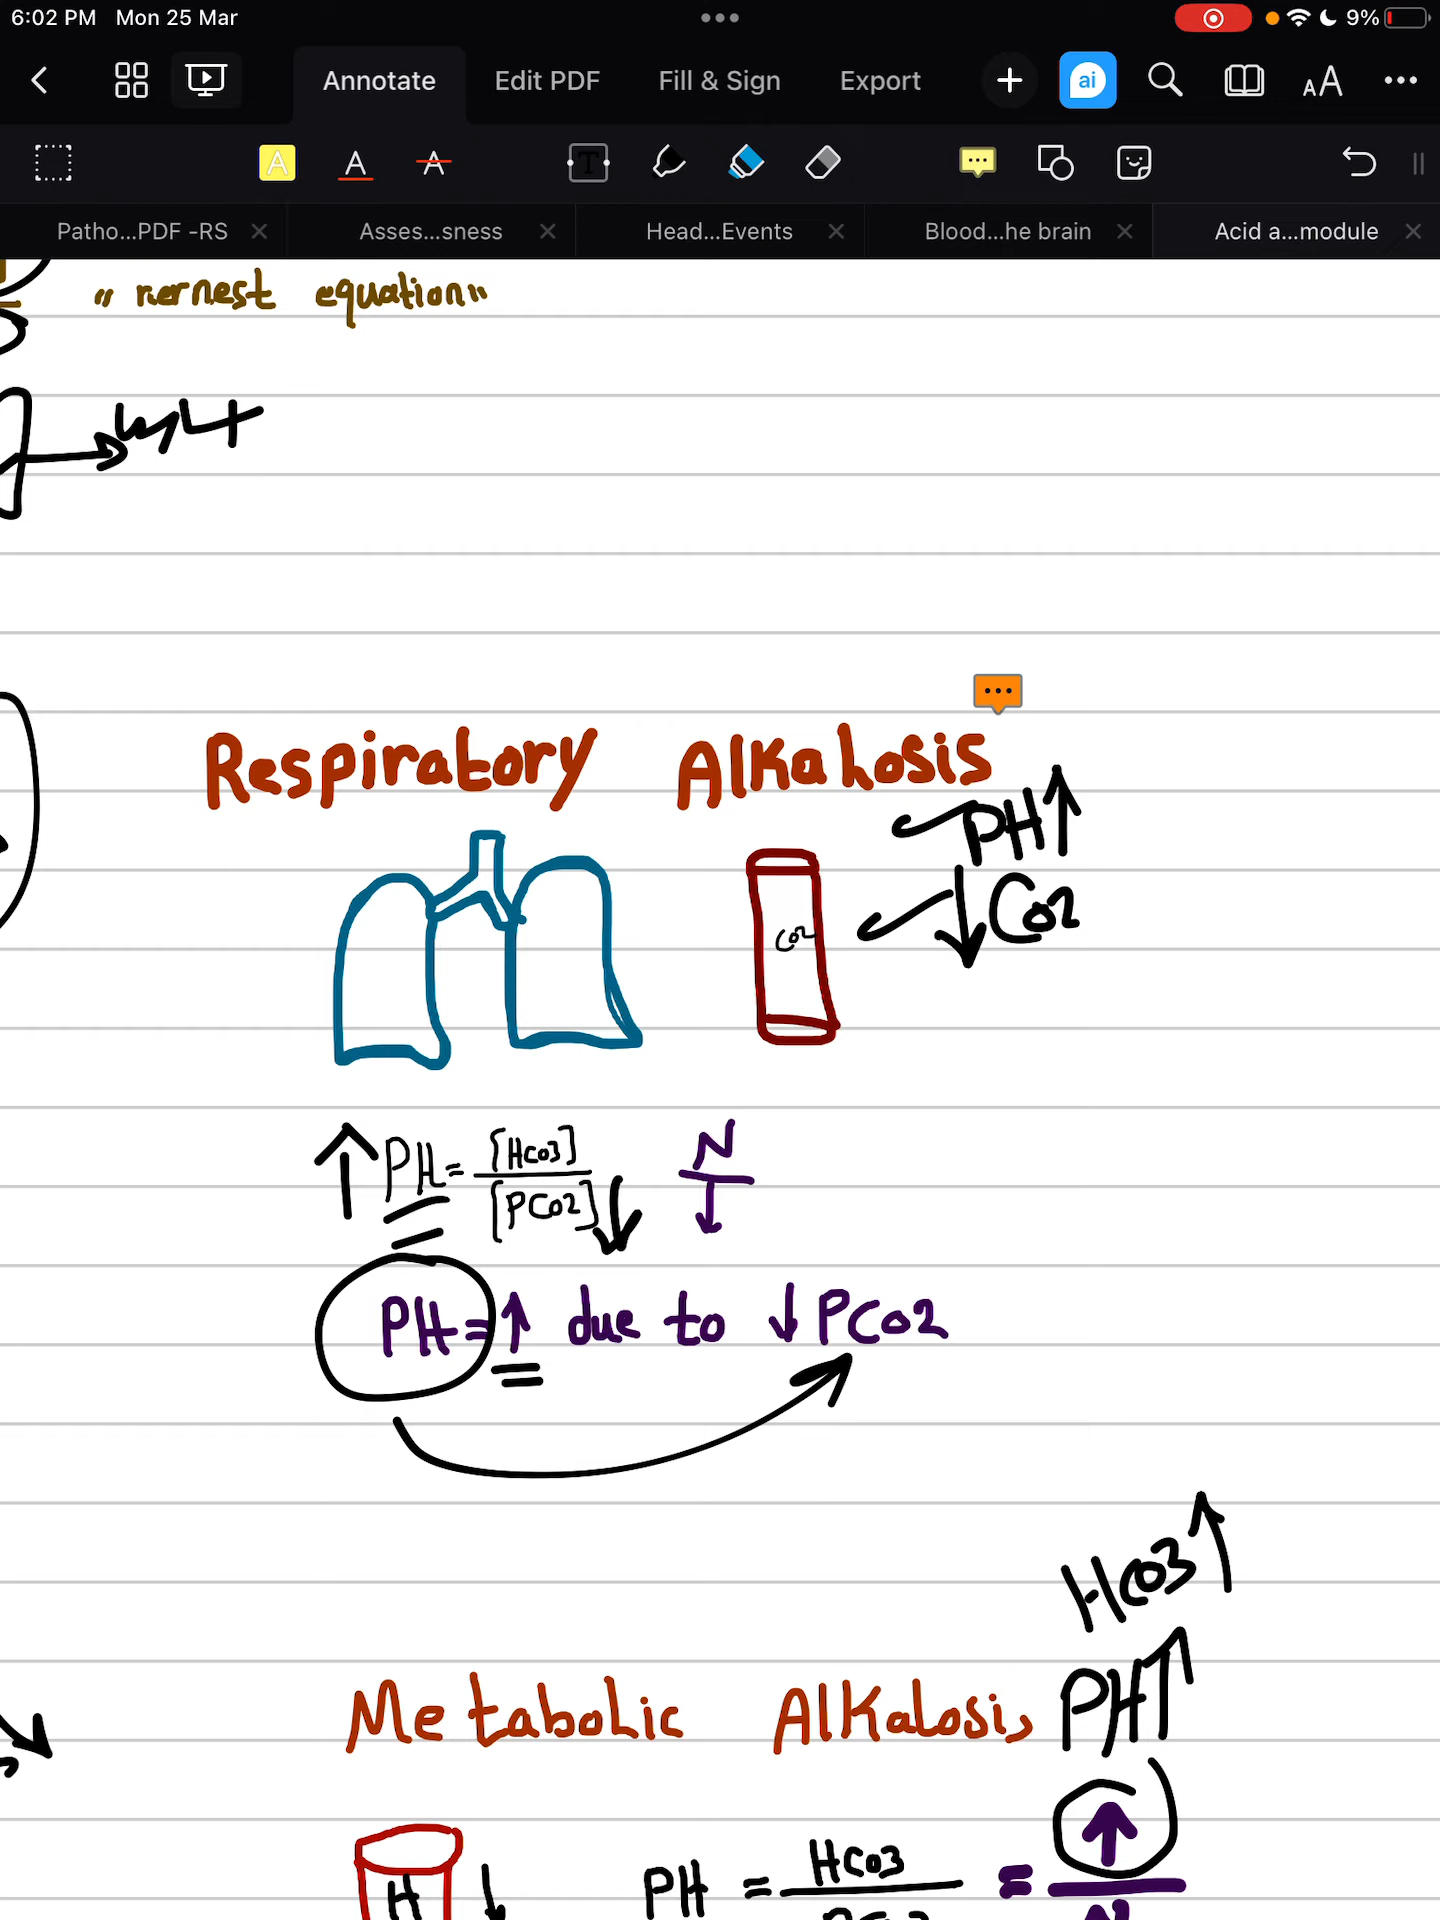 6:02 PM Mon 25 Mar
9%
Annotate Edit PDF Fill & Sign Export ai AA
A A A T
Patho...PDF -RS Asses...sness Head...Events Blood...he brain Acid a...module
" nernest equation"
Respiratory Alkalosis
PH↑
↓Co2
Co2
↑PH = [Hco3] / [PCo2]↓ N / ↓
PH=↑ due to ↓PCo2
Hco3↑
Metabolic Alkalosis PH↑
H ↓ PH = Hco3 = ↑